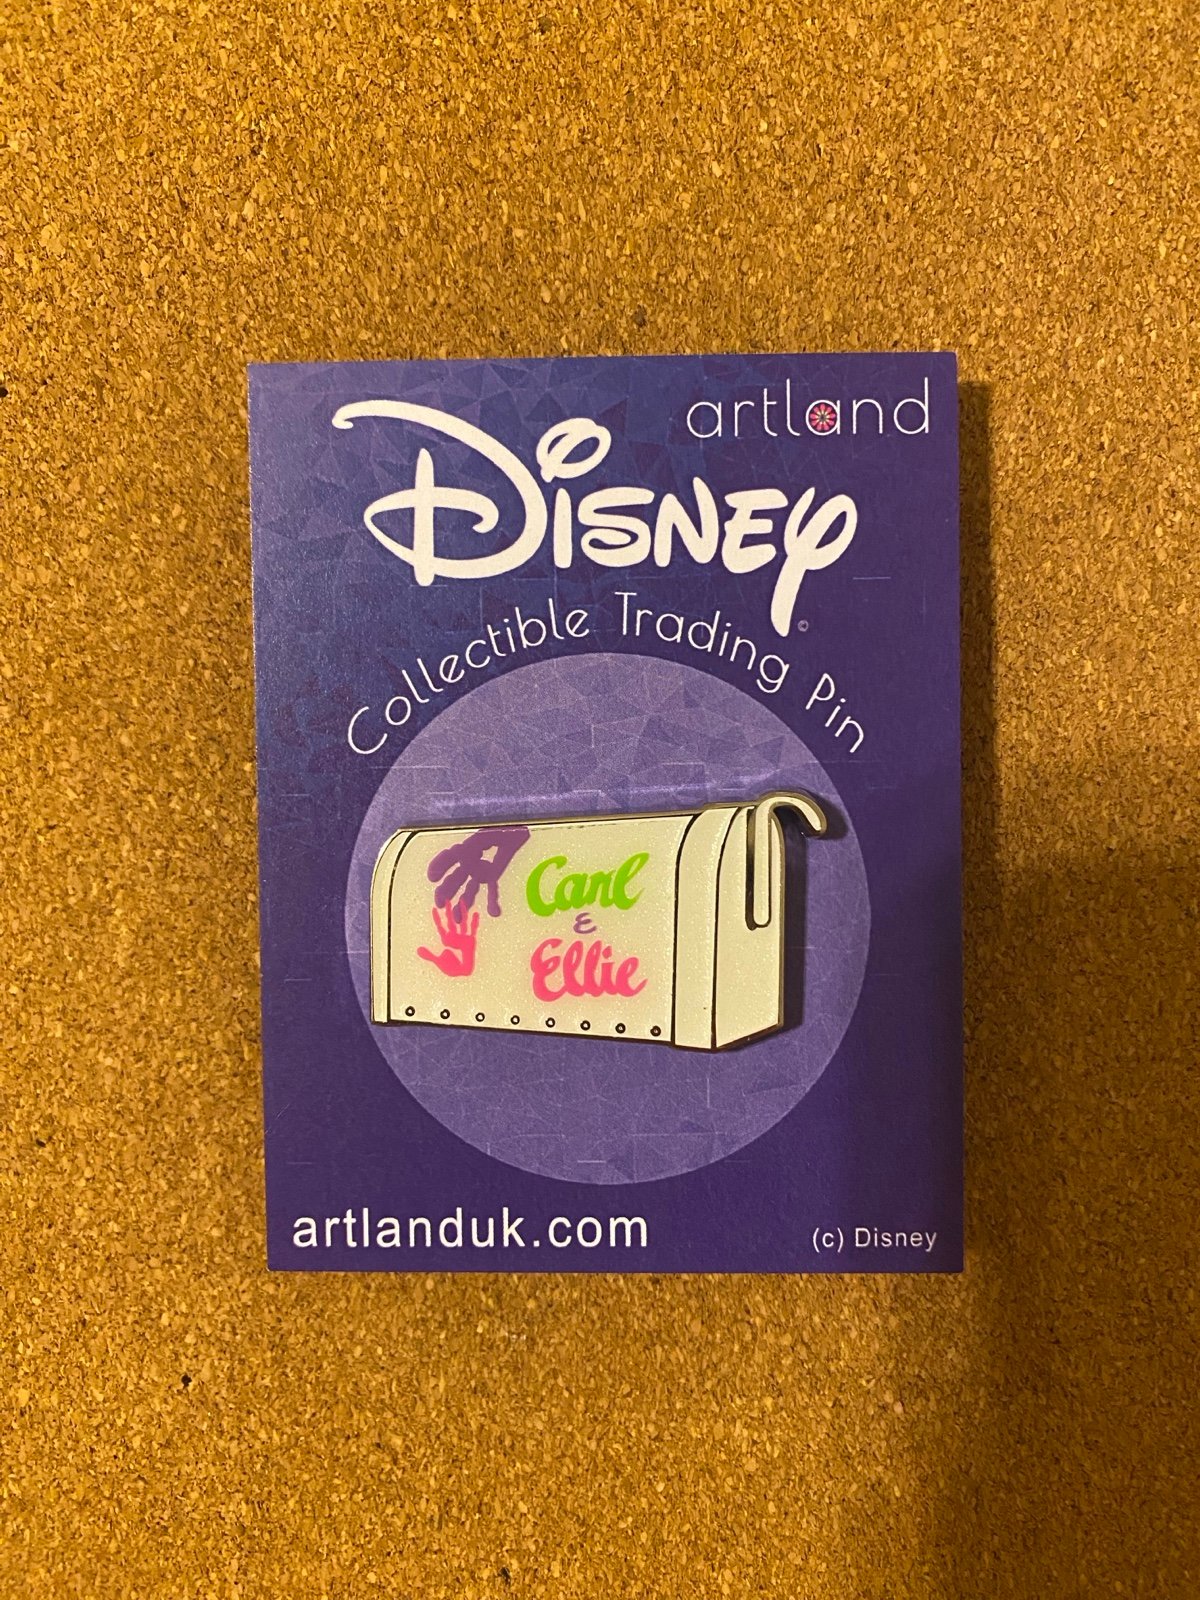 artland
Disney
©
Collectible Trading Pin
Carl
&
Ellie
artlanduk.com
(c) Disney